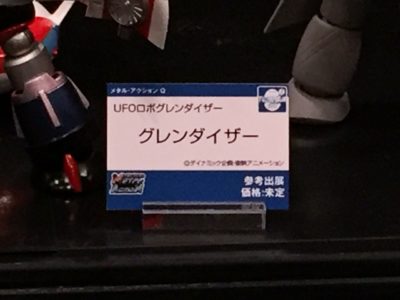 メタル・アクション Q
UFOロボグレンダイザー
グレンダイザー
©ダイナミック企画・東映アニメーション
参考出展
価格:未定